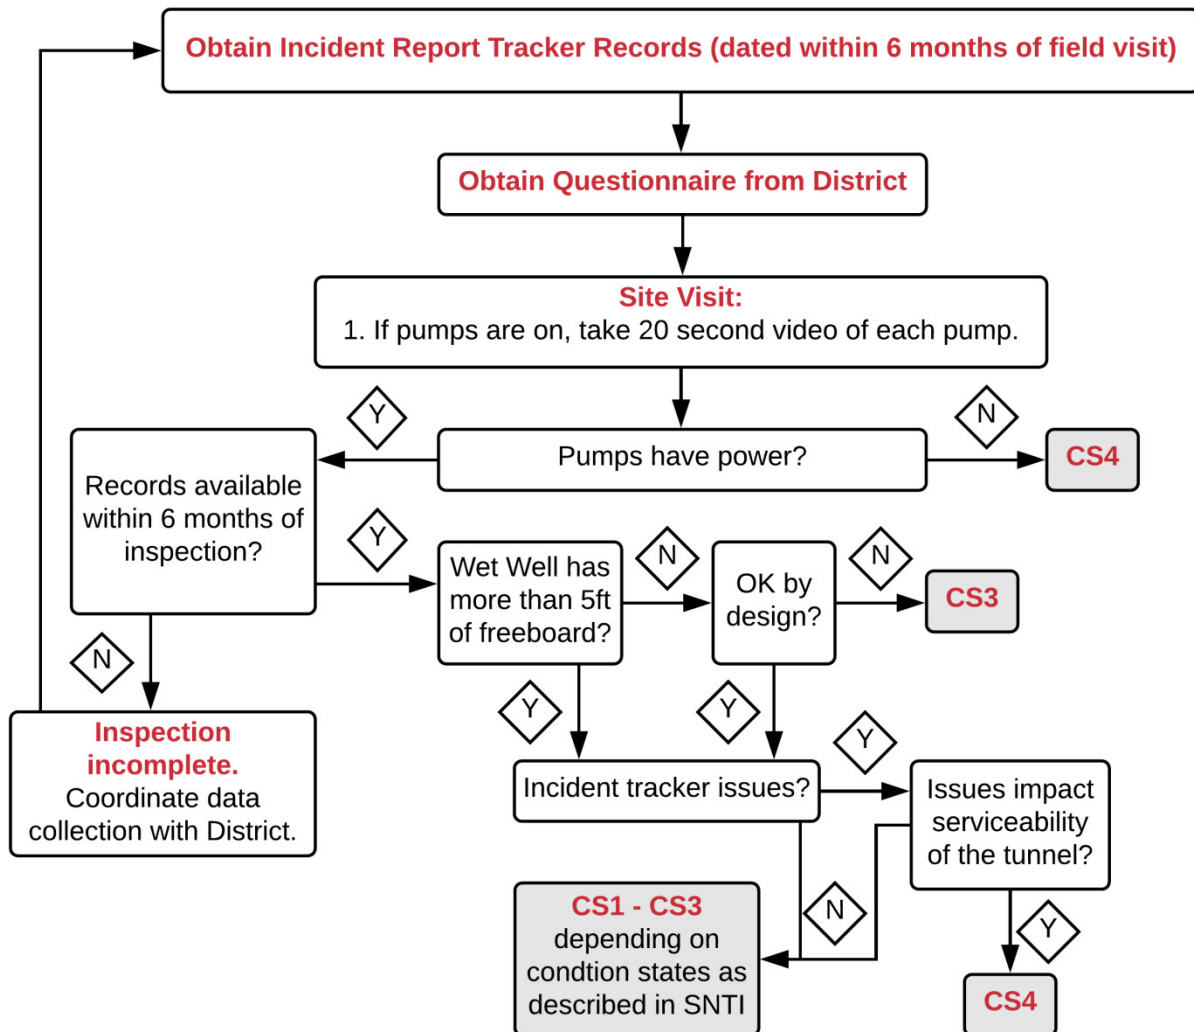 Obtain Incident Report Tracker Records (dated within 6 months of field visit)
Obtain Questionnaire from District
Site Visit:
1. If pumps are on, take 20 second video of each pump.
Y
N
Pumps have power?
CS4
Records available
within 6 months of
inspection?
Y
Wet Well has
more than 5ft
of freeboard?
N
OK by
design?
N
CS3
N
Y
Y
Inspection
incomplete.
Coordinate data
collection with District.
Incident tracker issues?
Y
Issues impact
serviceability
of the tunnel?
CS1 - CS3
depending on
condtion states as
described in SNTI
N
Y
CS4